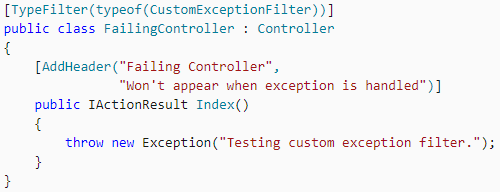 [TypeFilter(typeof(CustomExceptionFilter))]
public class FailingController : Controller
{
    [AddHeader("Failing Controller",
               "Won't appear when exception is handled")]
    public IActionResult Index()
    {
        throw new Exception("Testing custom exception filter.");
    }
}